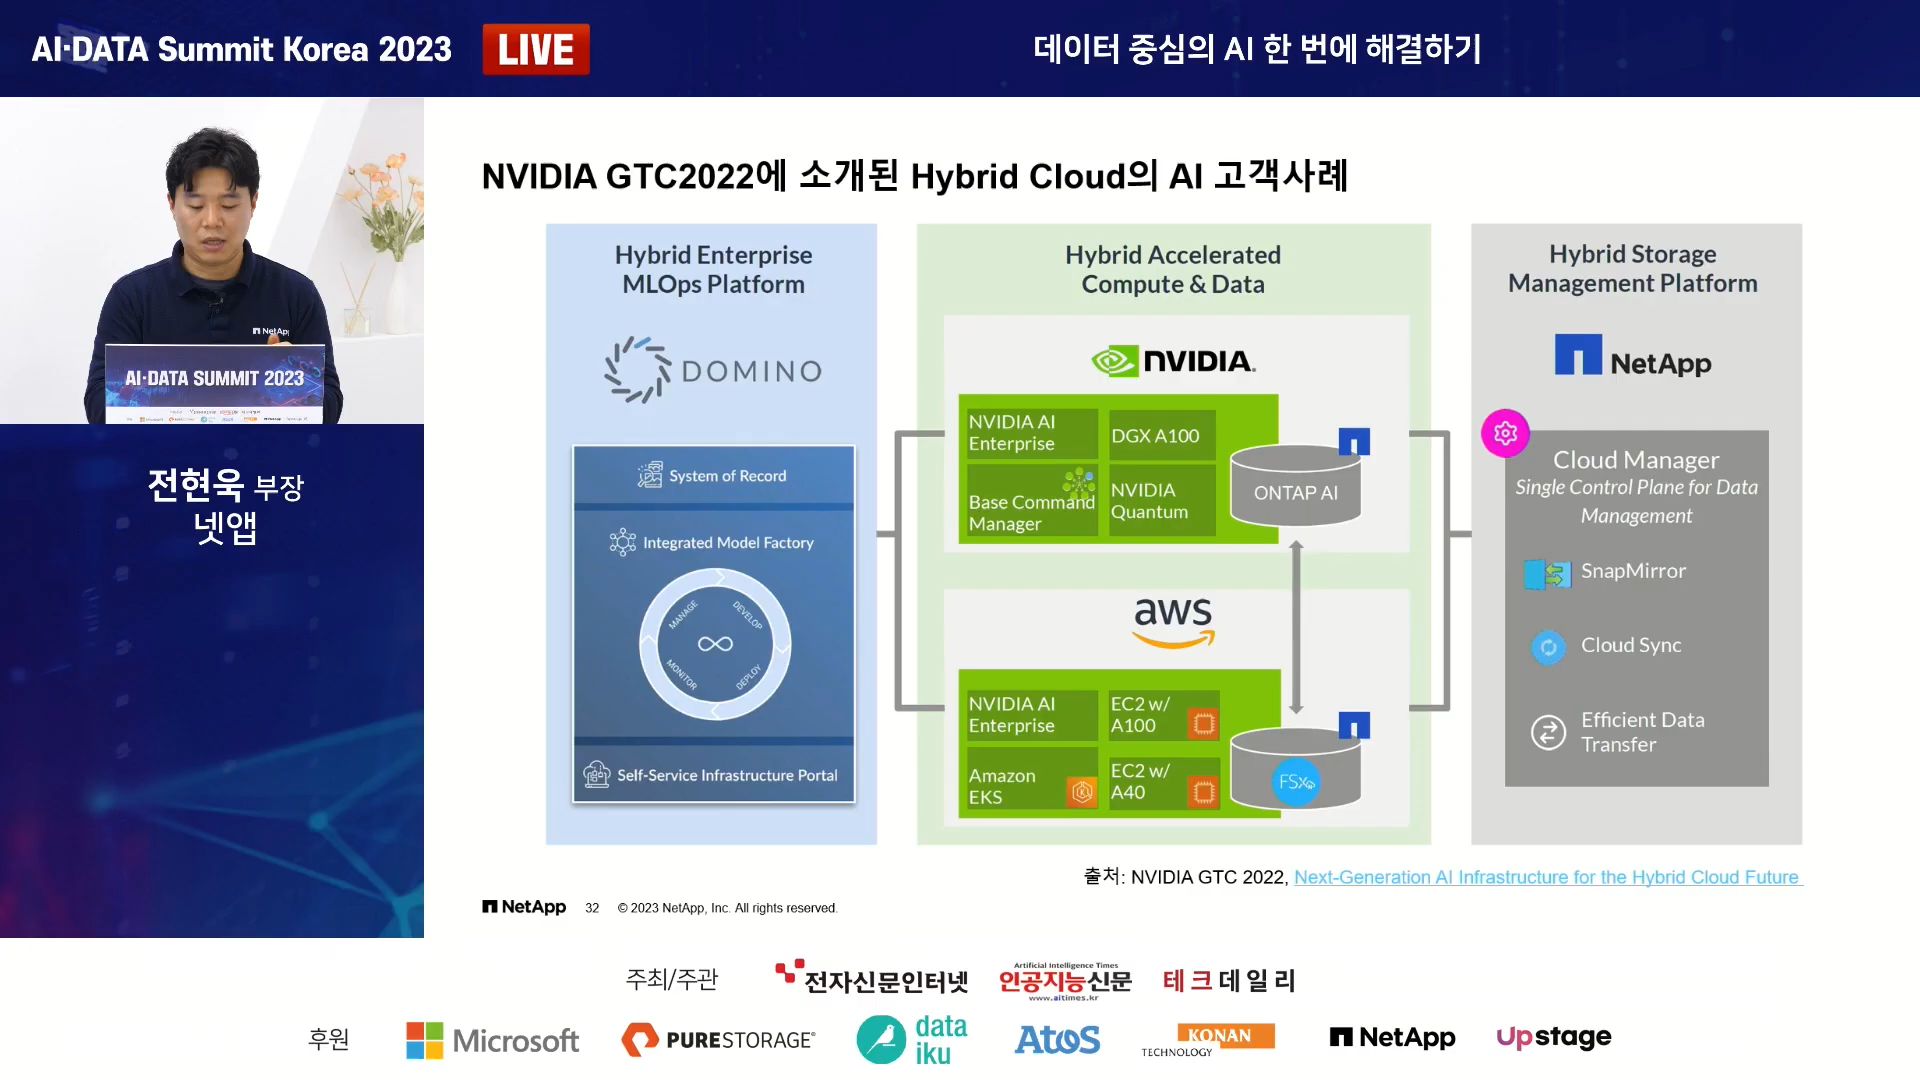 AI·DATA Summit Korea 2023
LIVE
데이터 중심의 AI 한 번에 해결하기
NetApp
AI·DATA SUMMIT 2023
전현욱 부장
넷앱
NVIDIA GTC2022에 소개된 Hybrid Cloud의 AI 고객사례
Hybrid Enterprise
MLOps Platform
DOMINO
System of Record
Integrated Model Factory
MANAGE
DEVELOP
MONITOR
DEPLOY
Self-Service Infrastructure Portal
Hybrid Accelerated
Compute & Data
NVIDIA.
NVIDIA AI
Enterprise
DGX A100
Base Command
Manager
NVIDIA
Quantum
ONTAP AI
aws
NVIDIA AI
Enterprise
EC2 w/
A100
Amazon
EKS
EC2 w/
A40
FSx
Hybrid Storage
Management Platform
NetApp
Cloud Manager
Single Control Plane for Data
Management
SnapMirror
Cloud Sync
Efficient Data
Transfer
출처: NVIDIA GTC 2022, Next-Generation AI Infrastructure for the Hybrid Cloud Future
NetApp 32 © 2023 NetApp, Inc. All rights reserved.
주최/주관
전자신문인터넷
Artificial Intelligence Times
인공지능신문
www.aitimes.kr
테크데일리
후원
Microsoft
PURESTORAGE
data
iku
Atos
KONAN
TECHNOLOGY
NetApp
Upstage